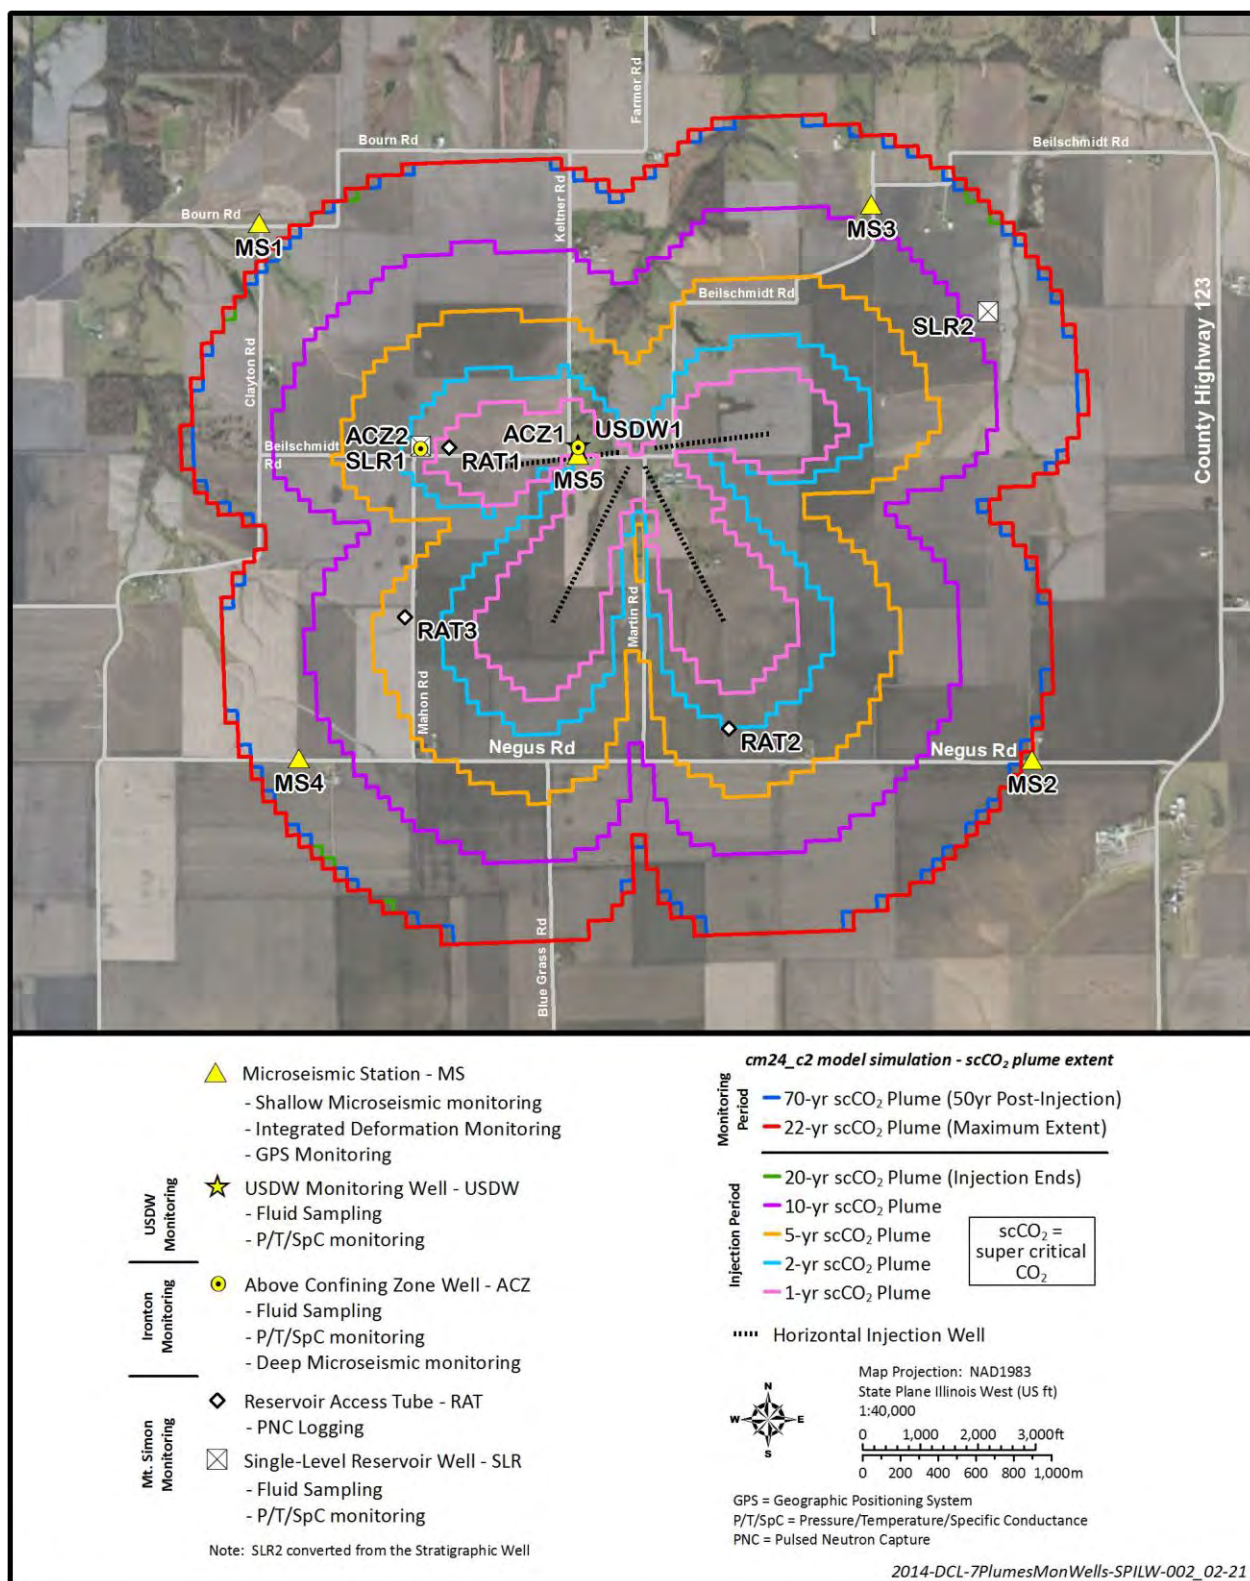 Farmer Rd
Bourn Rd
Beilschmidt Rd
Bourn Rd
MS1
Keltner Rd
MS3
Beilschmidt Rd
SLR2
County Highway 123
Clayton Rd
ACZ2
ACZ1
USDW1
Beilschmidt
Rd
SLR1
RAT1
MS5
RAT3
Martin Rd
Mahon Rd
RAT2
Negus Rd
Negus Rd
MS4
MS2
Blue Grass Rd
Microseismic Station - MS
- Shallow Microseismic monitoring
- Integrated Deformation Monitoring
- GPS Monitoring
USDW
Monitoring
USDW Monitoring Well - USDW
- Fluid Sampling
- P/T/SpC monitoring
Ironton
Monitoring
Above Confining Zone Well - ACZ
- Fluid Sampling
- P/T/SpC monitoring
- Deep Microseismic monitoring
Mt. Simon
Monitoring
Reservoir Access Tube - RAT
- PNC Logging
Single-Level Reservoir Well - SLR
- Fluid Sampling
- P/T/SpC monitoring
Note: SLR2 converted from the Stratigraphic Well
cm24_c2 model simulation - scCO₂ plume extent
Monitoring
Period
70-yr scCO₂ Plume (50yr Post-Injection)
22-yr scCO₂ Plume (Maximum Extent)
Injection Period
20-yr scCO₂ Plume (Injection Ends)
10-yr scCO₂ Plume
5-yr scCO₂ Plume
2-yr scCO₂ Plume
1-yr scCO₂ Plume
scCO₂ =
super critical
CO₂
Horizontal Injection Well
N
W E
S
Map Projection: NAD1983
State Plane Illinois West (US ft)
1:40,000
0 1,000 2,000 3,000ft
0 200 400 600 800 1,000m
GPS = Geographic Positioning System
P/T/SpC = Pressure/Temperature/Specific Conductance
PNC = Pulsed Neutron Capture
2014-DCL-7PlumesMonWells-SPILW-002_02-21